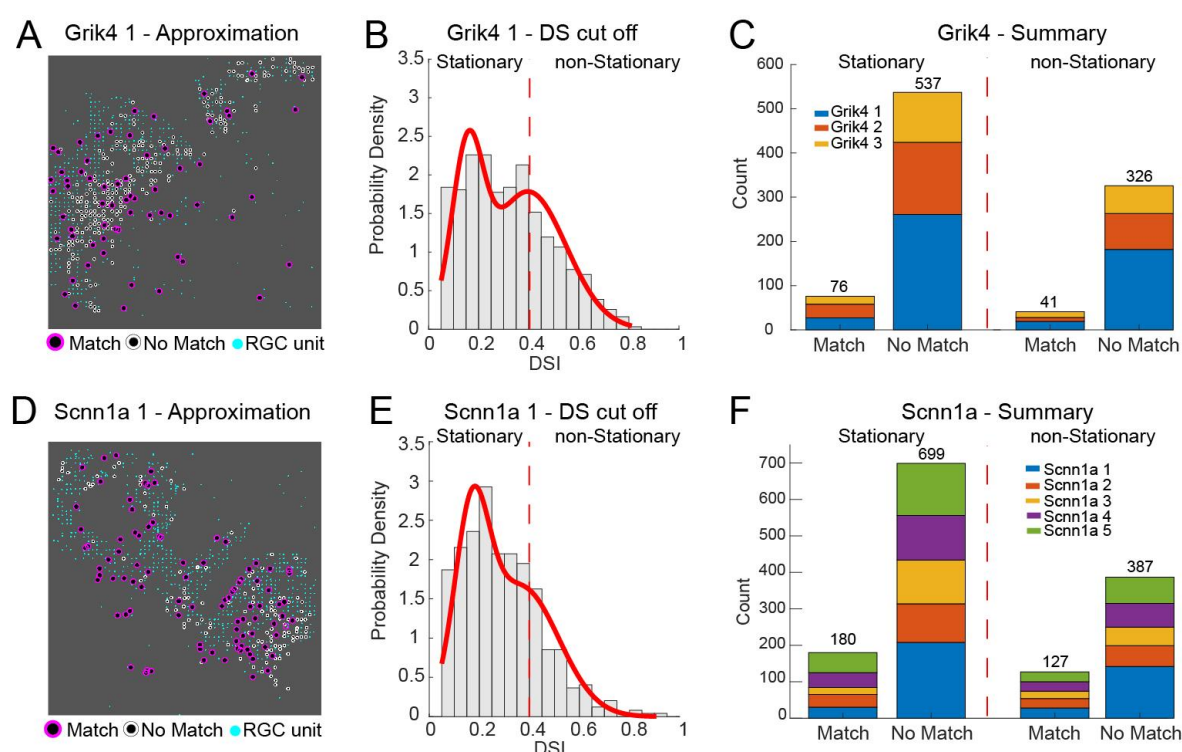 A Grik4 1 - Approximation
Match No Match RGC unit
B Grik4 1 - DS cut off
Stationary non-Stationary
Probability Density
3.5
3
2.5
2
1.5
1
0.5
0
0 0.2 0.4 0.6 0.8 1
DSI
C Grik4 - Summary
Stationary non-Stationary
Count
600
500
400
300
200
100
0
Grik4 1
Grik4 2
Grik4 3
76 537 41 326
Match No Match Match No Match
D Scnn1a 1 - Approximation
Match No Match RGC unit
E Scnn1a 1 - DS cut off
Stationary non-Stationary
Probability Density
3.5
3
2.5
2
1.5
1
0.5
0
0 0.2 0.4 0.6 0.8 1
DSI
F Scnn1a - Summary
Stationary non-Stationary
Count
700
600
500
400
300
200
100
0
Scnn1a 1
Scnn1a 2
Scnn1a 3
Scnn1a 4
Scnn1a 5
180 699 127 387
Match No Match Match No Match